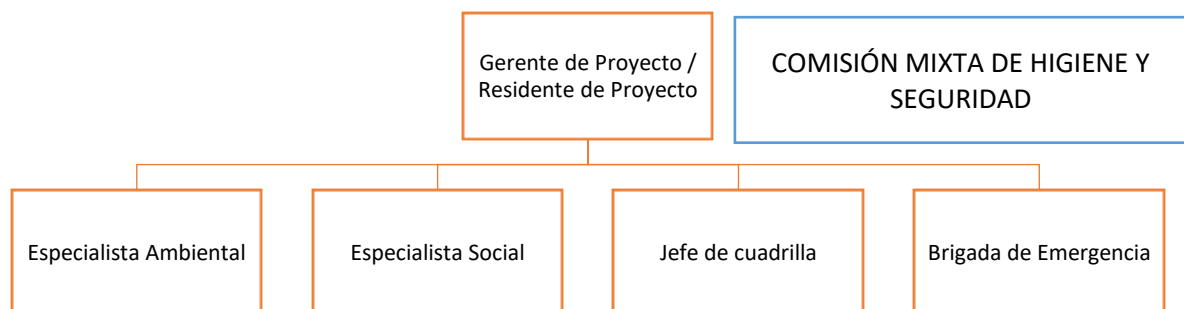 Gerente de Proyecto /
Residente de Proyecto
COMISIÓN MIXTA DE HIGIENE Y
SEGURIDAD
Especialista Ambiental
Especialista Social
Jefe de cuadrilla
Brigada de Emergencia